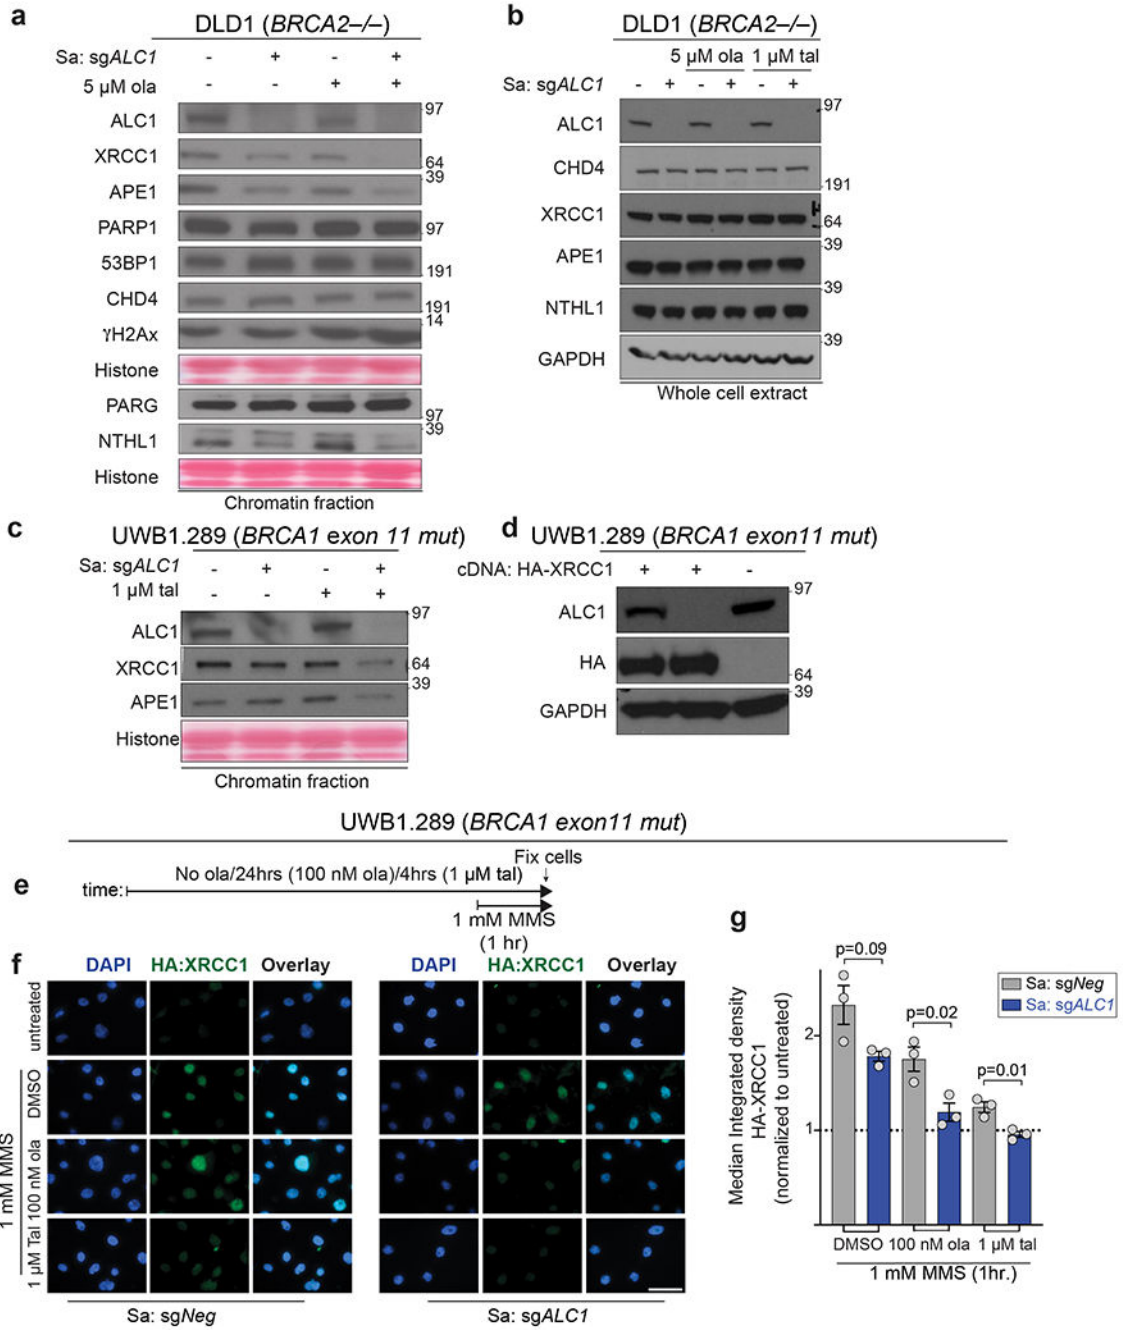 a
DLD1 (BRCA2–/–)
Sa: sgALC1 - + - +
5 µM ola - - + +
ALC1 97
XRCC1 64
APE1 39
PARP1 97
53BP1 191
CHD4 191
γH2Ax 14
Histone
PARG 97
NTHL1 39
Histone
Chromatin fraction
b
DLD1 (BRCA2–/–)
5 µM ola 1 µM tal
Sa: sgALC1 - + - + - +
ALC1 97
CHD4 191
XRCC1 64
APE1 39
NTHL1 39
GAPDH 39
Whole cell extract
c
UWB1.289 (BRCA1 exon 11 mut)
Sa: sgALC1 - + - +
1 µM tal - - + +
ALC1 97
XRCC1 64
APE1 39
Histone
Chromatin fraction
d
UWB1.289 (BRCA1 exon11 mut)
cDNA: HA-XRCC1 + + -
ALC1 97
HA 64
GAPDH 39
UWB1.289 (BRCA1 exon11 mut)
e
Fix cells
No ola/24hrs (100 nM ola)/4hrs (1 µM tal)
time:
1 mM MMS
(1 hr)
f
DAPI HA:XRCC1 Overlay DAPI HA:XRCC1 Overlay
untreated
DMSO
100 nM ola
1 µM Tal
1 mM MMS
Sa: sgNeg Sa: sgALC1
g
p=0.09
p=0.02
p=0.01
Sa: sgNeg
Sa: sgALC1
Median Integrated density
HA-XRCC1
(normalized to untreated)
2
1
DMSO 100 nM ola 1 µM tal
1 mM MMS (1hr.)